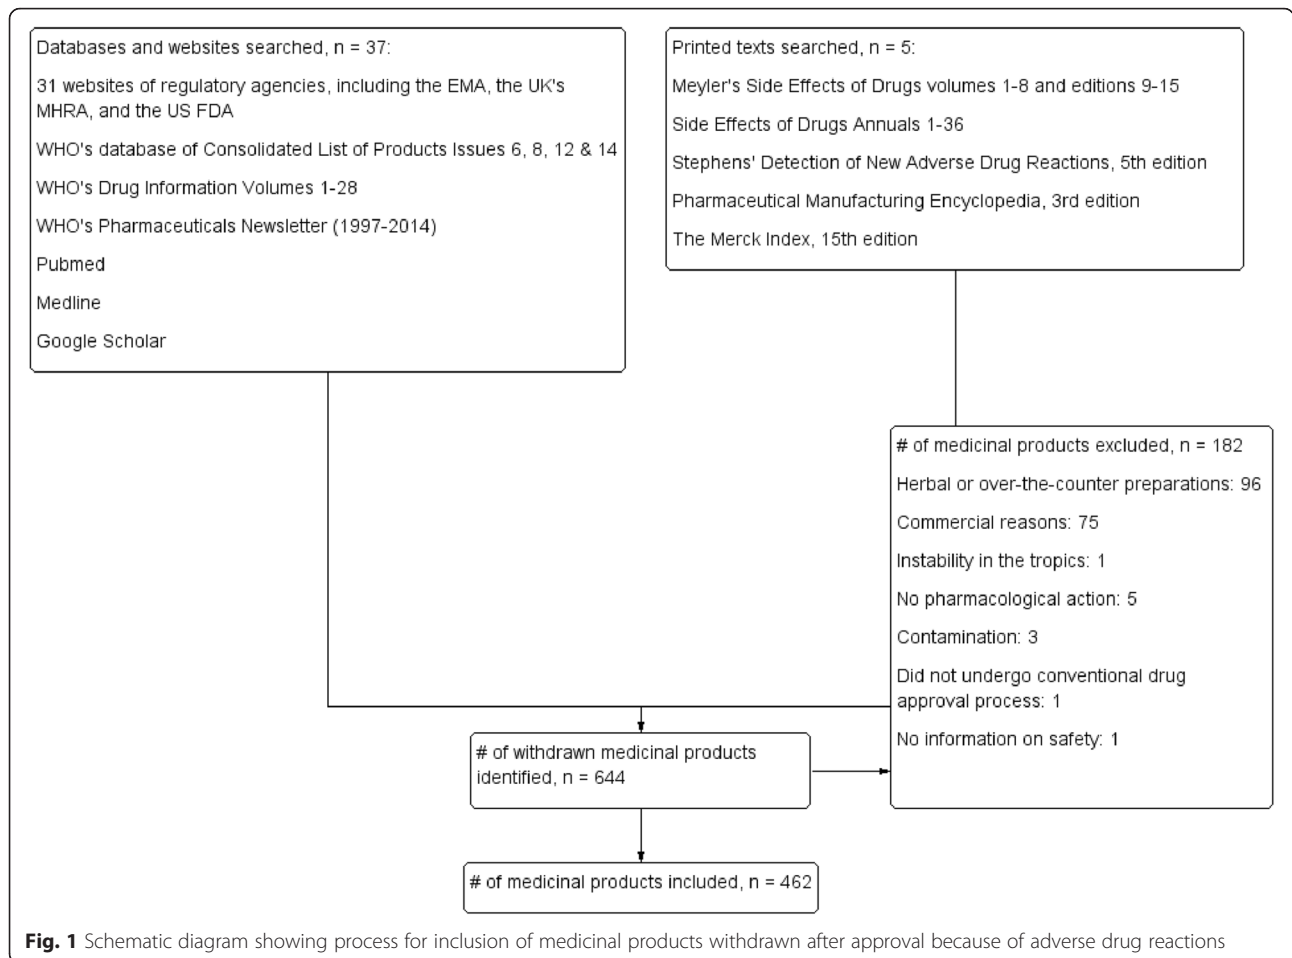 Databases and websites searched, n = 37:
31 websites of regulatory agencies, including the EMA, the UK's
MHRA, and the US FDA
WHO's database of Consolidated List of Products Issues 6, 8, 12 & 14
WHO's Drug Information Volumes 1-28
WHO's Pharmaceuticals Newsletter (1997-2014)
Pubmed
Medline
Google Scholar
Printed texts searched, n = 5:
Meyler's Side Effects of Drugs volumes 1-8 and editions 9-15
Side Effects of Drugs Annuals 1-36
Stephens' Detection of New Adverse Drug Reactions, 5th edition
Pharmaceutical Manufacturing Encyclopedia, 3rd edition
The Merck Index, 15th edition
# of medicinal products excluded, n = 182
Herbal or over-the-counter preparations: 96
Commercial reasons: 75
Instability in the tropics: 1
No pharmacological action: 5
Contamination: 3
Did not undergo conventional drug
approval process: 1
No information on safety: 1
# of withdrawn medicinal products
identified, n = 644
# of medicinal products included, n = 462
Fig. 1 Schematic diagram showing process for inclusion of medicinal products withdrawn after approval because of adverse drug reactions